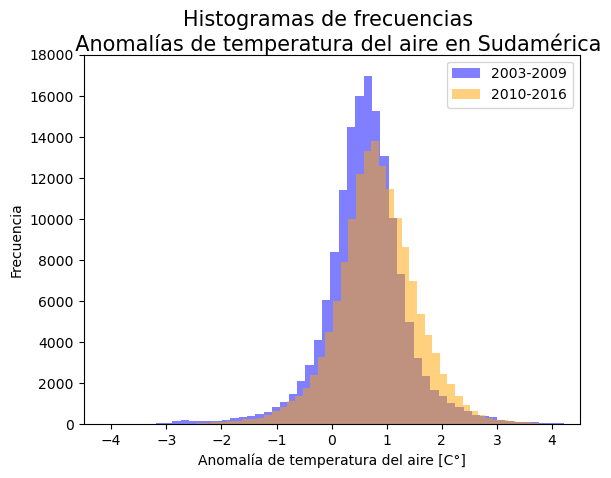 Histogramas de frecuencias
Anomalías de temperatura del aire en Sudamérica
18000
16000
14000
12000
10000
8000
6000
4000
2000
0
Frecuencia
2003-2009
2010-2016
−4 −3 −2 −1 0 1 2 3 4
Anomalía de temperatura del aire [C°]